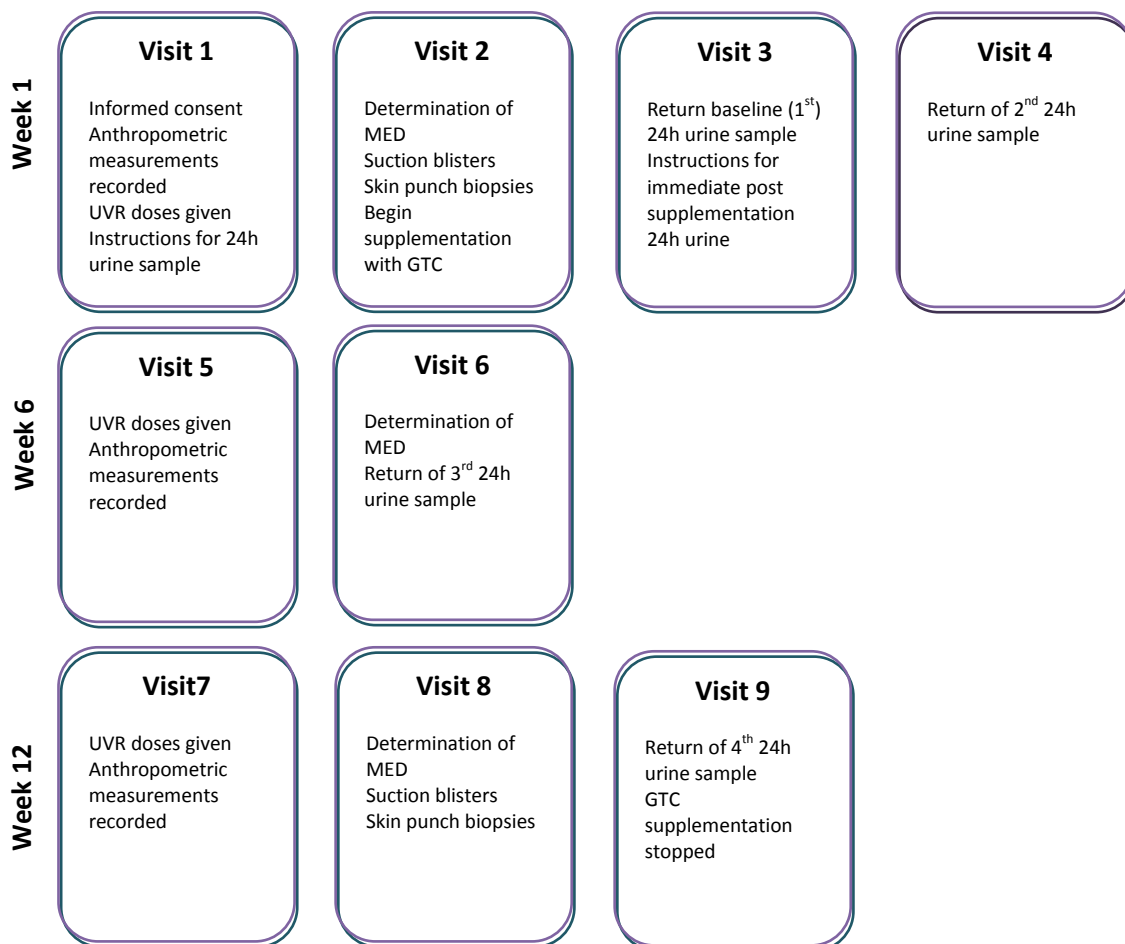 Week 1
Visit 1
Informed consent
Anthropometric
measurements
recorded
UVR doses given
Instructions for 24h
urine sample
Visit 2
Determination of
MED
Suction blisters
Skin punch biopsies
Begin
supplementation
with GTC
Visit 3
Return baseline (1st)
24h urine sample
Instructions for
immediate post
supplementation
24h urine
Visit 4
Return of 2nd 24h
urine sample
Week 6
Visit 5
UVR doses given
Anthropometric
measurements
recorded
Visit 6
Determination of
MED
Return of 3rd 24h
urine sample
Week 12
Visit7
UVR doses given
Anthropometric
measurements
recorded
Visit 8
Determination of
MED
Suction blisters
Skin punch biopsies
Visit 9
Return of 4th 24h
urine sample
GTC
supplementation
stopped